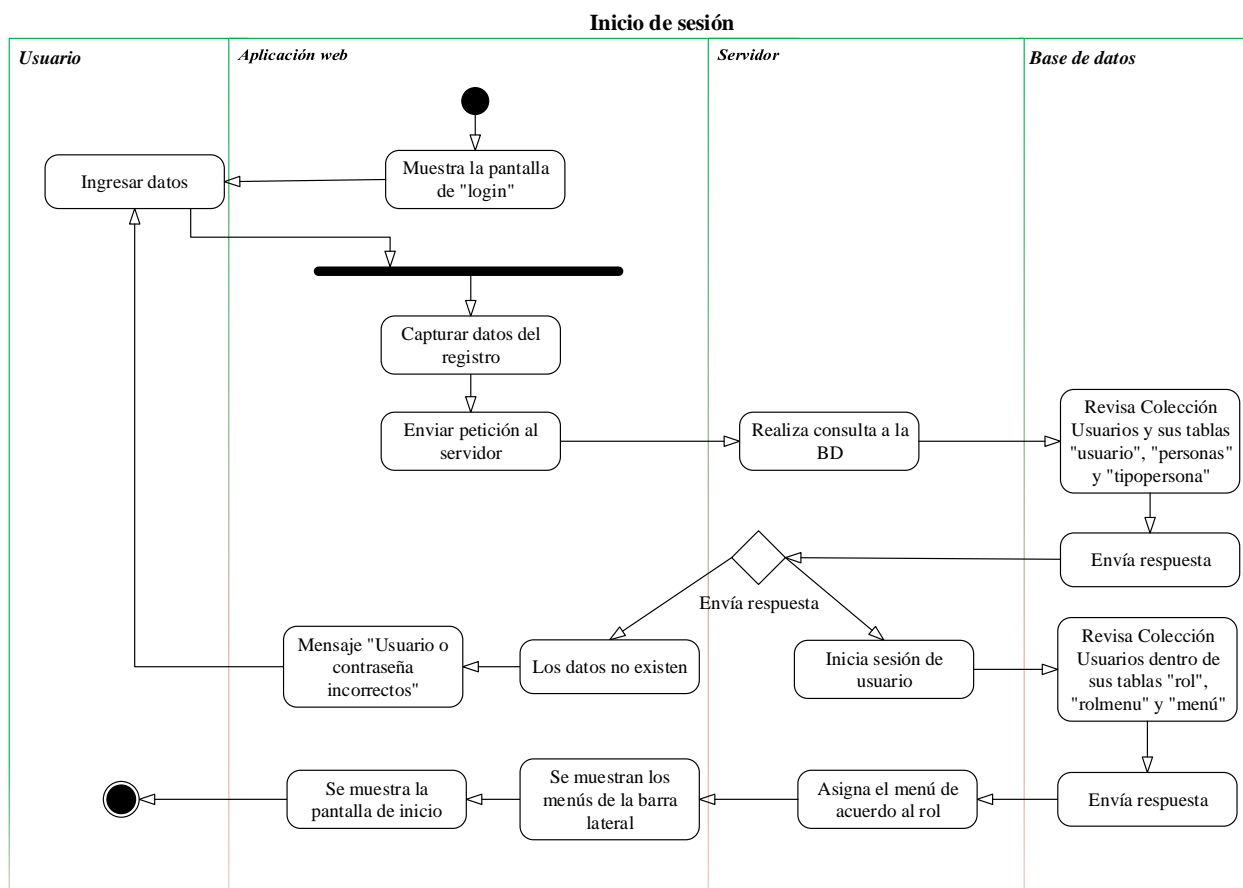 Inicio de sesión
Usuario
Aplicación web
Servidor
Base de datos
Muestra la pantalla
de "login"
Ingresar datos
Capturar datos del
registro
Enviar petición al
servidor
Realiza consulta a la
BD
Revisa Colección
Usuarios y sus tablas
"usuario", "personas"
y "tipopersona"
Envía respuesta
Envía respuesta
Los datos no existen
Mensaje "Usuario o
contraseña
incorrectos"
Inicia sesión de
usuario
Revisa Colección
Usuarios dentro de
sus tablas "rol",
"rolmenu" y "menú"
Envía respuesta
Asigna el menú de
acuerdo al rol
Se muestran los
menús de la barra
lateral
Se muestra la
pantalla de inicio